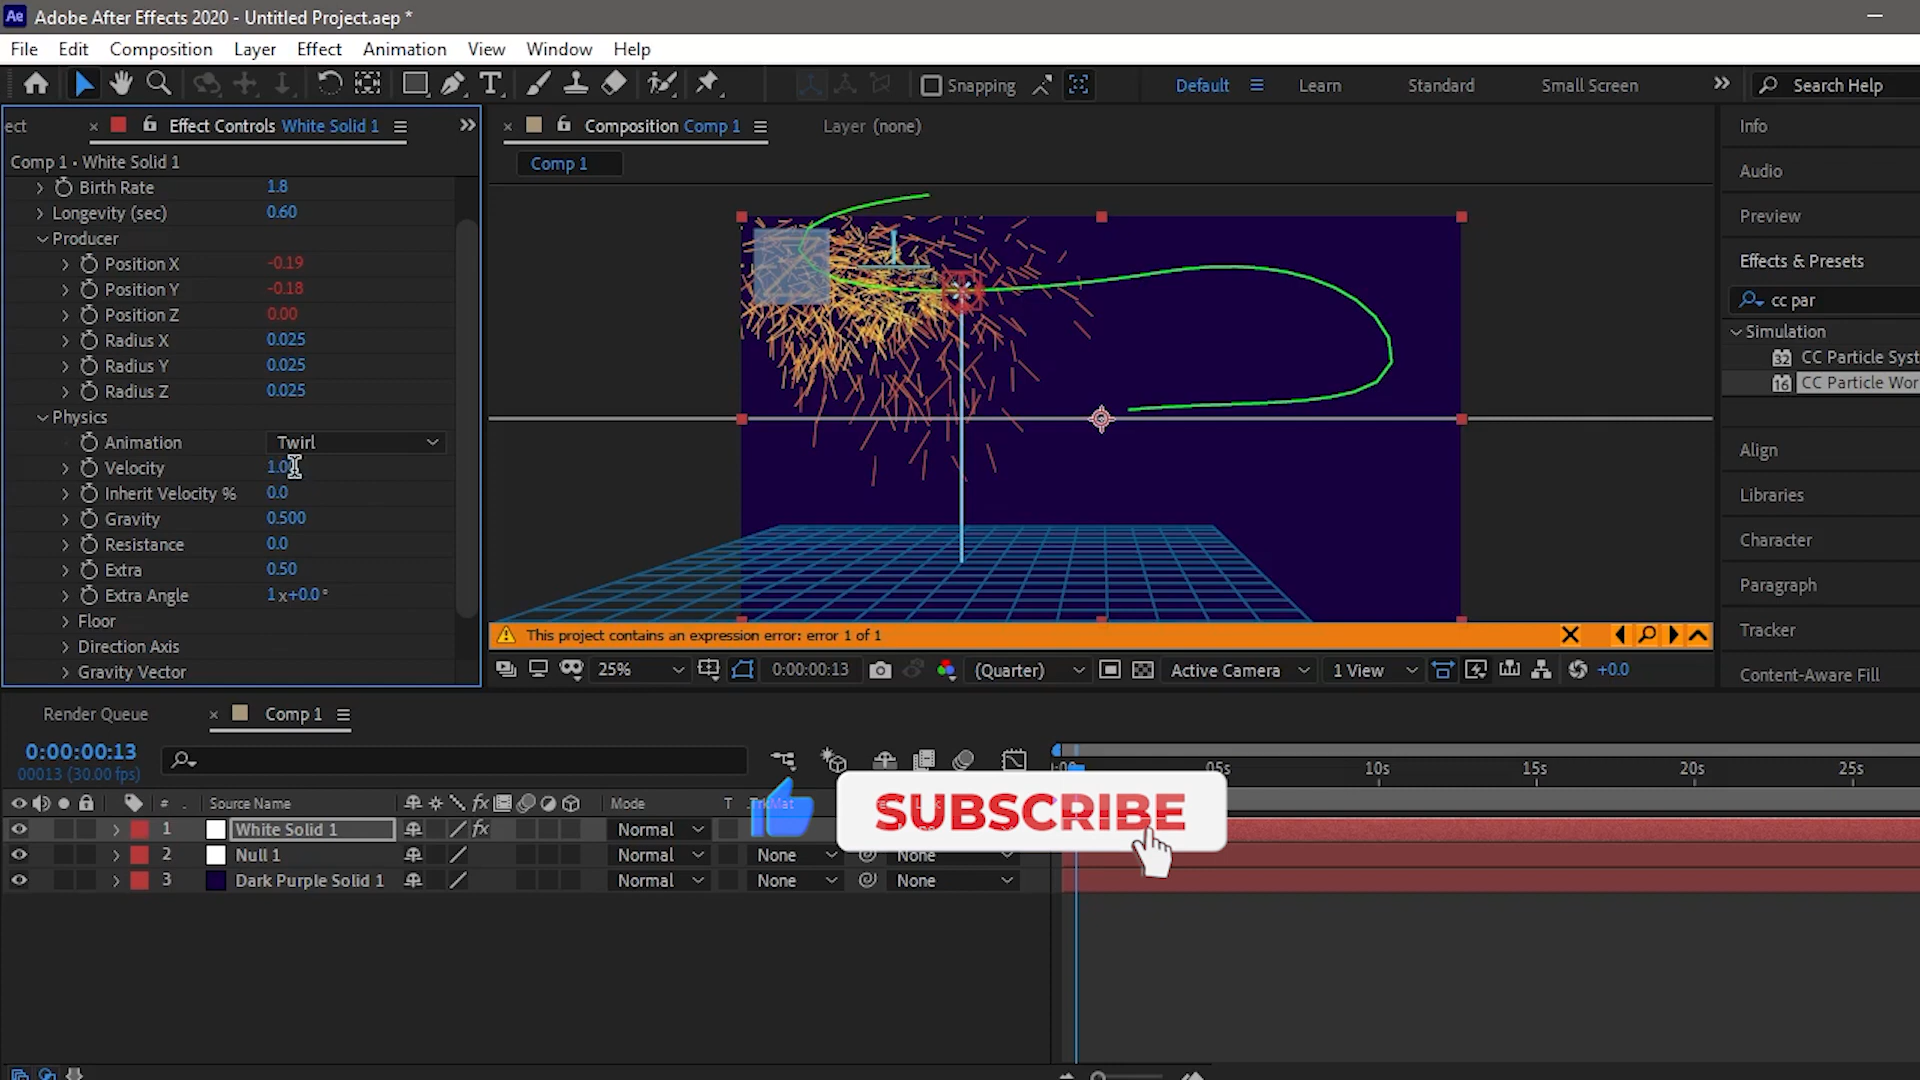 Ae Adobe After Effects 2020 - Untitled Project.aep *
File Edit Composition Layer Effect Animation View Window Help
Snapping Default Learn Standard Small Screen Search Help
ect Effect Controls White Solid 1
Composition Comp 1 Layer (none)
Comp 1 • White Solid 1
Comp 1
Birth Rate 1.8
Longevity (sec) 0.60
Producer
Position X -0.19
Position Y -0.18
Position Z 0.00
Radius X 0.025
Radius Y 0.025
Radius Z 0.025
Physics
Animation Twirl
Velocity
Inherit Velocity % 0.0
Gravity 0.500
Resistance 0.0
Extra 0.50
Extra Angle 1x+0.0°
Floor
Direction Axis
Gravity Vector
This project contains an expression error: error 1 of 1
25% 0:00:00:13 (Quarter) Active Camera 1 View +0.0
Info
Audio
Preview
Effects & Presets
cc par
Simulation
32 CC Particle Syst
16 CC Particle Wor
Align
Libraries
Character
Paragraph
Tracker
Content-Aware Fill
Render Queue Comp 1
0:00:00:13
00013 (30.00 fps)
05s 10s 15s 20s 25s
# Source Name fx Mode T TrkMat
1 White Solid 1 fx Normal
2 Null 1 Normal None None
3 Dark Purple Solid 1 Normal None None
SUBSCRIBE